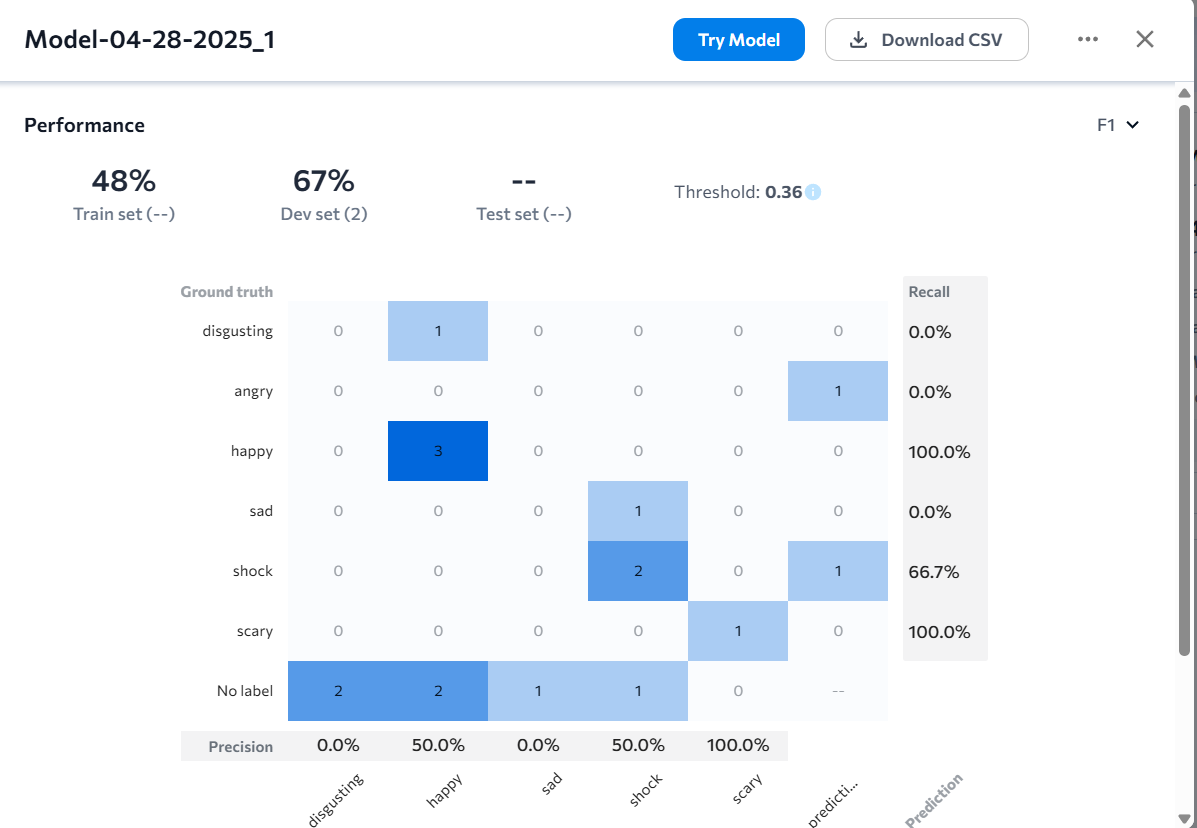 Model-04-28-2025_1 Try Model Download CSV
Performance F1
48% 67% --
Train set (--) Dev set (2) Test set (--) Threshold: 0.36
Ground truth Recall
disgusting 0 1 0 0 0 0 0.0%
angry 0 0 0 0 0 1 0.0%
happy 0 3 0 0 0 0 100.0%
sad 0 0 0 1 0 0 0.0%
shock 0 0 0 2 0 1 66.7%
scary 0 0 0 0 1 0 100.0%
No label 2 2 1 1 0 --
Precision 0.0% 50.0% 0.0% 50.0% 100.0%
disgusting happy sad shock scary predicti... Prediction